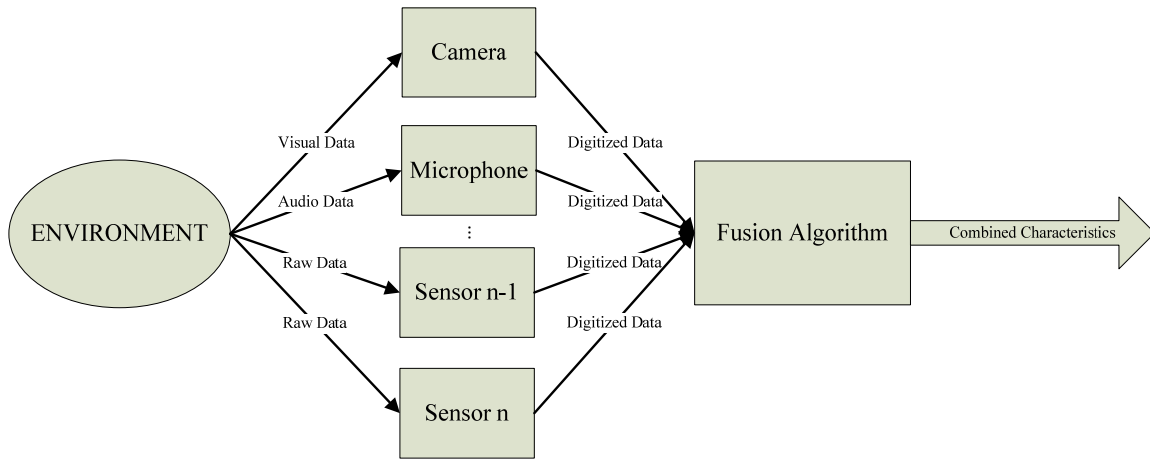 Camera
Visual Data
Digitized Data
Microphone
Audio Data
Digitized Data
ENVIRONMENT
...
Fusion Algorithm
Combined Characteristics
Raw Data
Digitized Data
Sensor n-1
Raw Data
Digitized Data
Sensor n